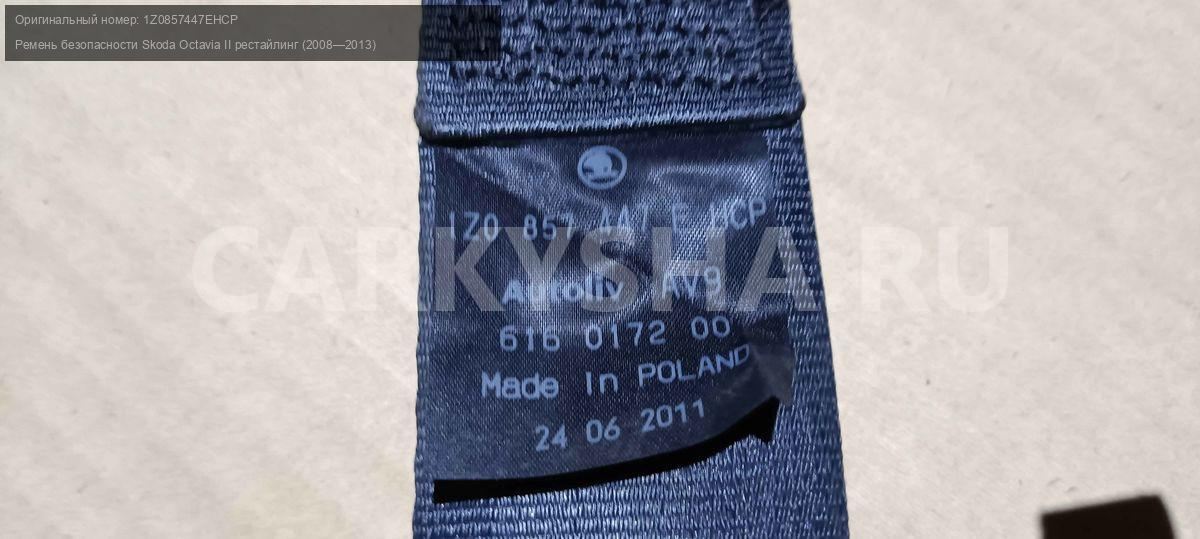 Оригинальный номер: 1Z0857447EHCP
Ремень безопасности Skoda Octavia II рестайлинг (2008—2013)
1Z0 857 447 E HCP
CARKYSHA.RU
Autoliv AV9
616 0172 00
Made In POLAND
24 06 2011